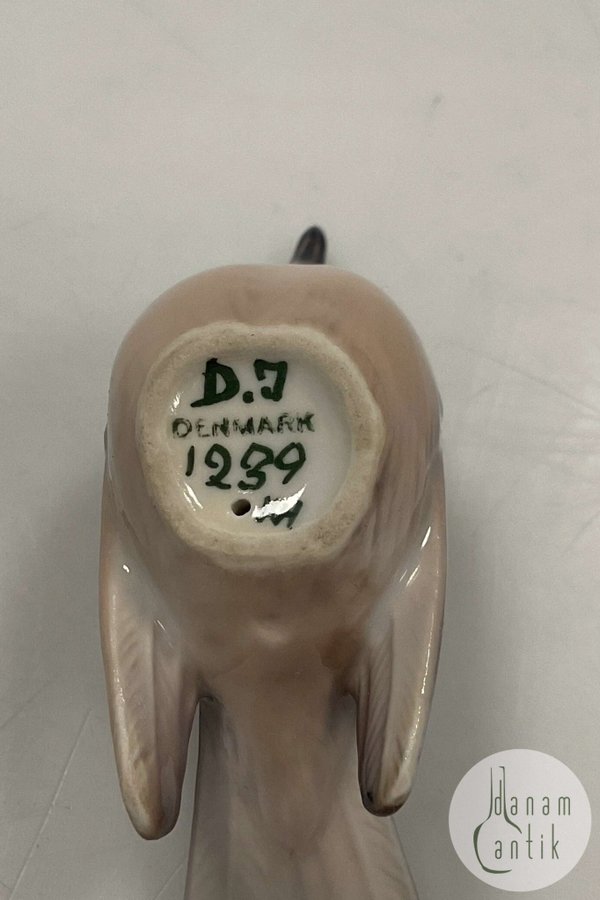 D.J
DENMARK
1239
danam
antik